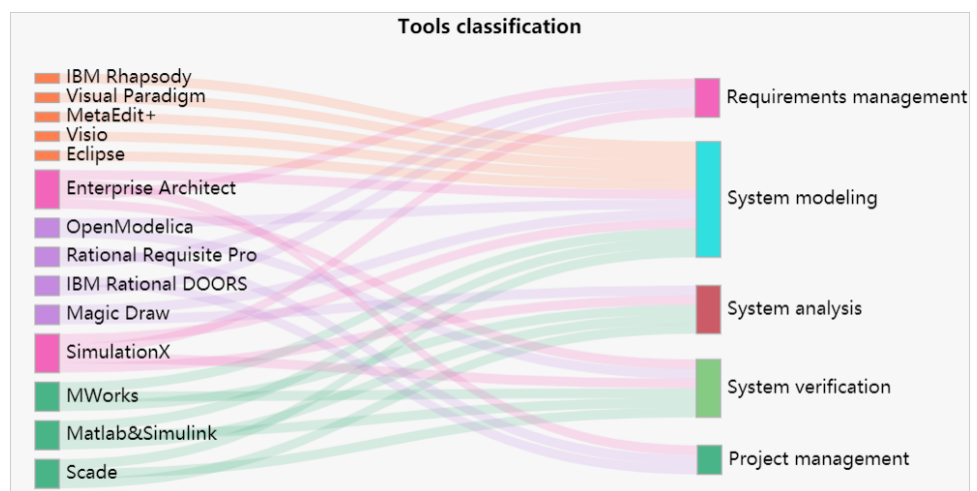 Tools classification
IBM Rhapsody
Visual Paradigm
MetaEdit+
Visio
Eclipse
Enterprise Architect
OpenModelica
Rational Requisite Pro
IBM Rational DOORS
Magic Draw
SimulationX
MWorks
Matlab&Simulink
Scade
Requirements management
System modeling
System analysis
System verification
Project management